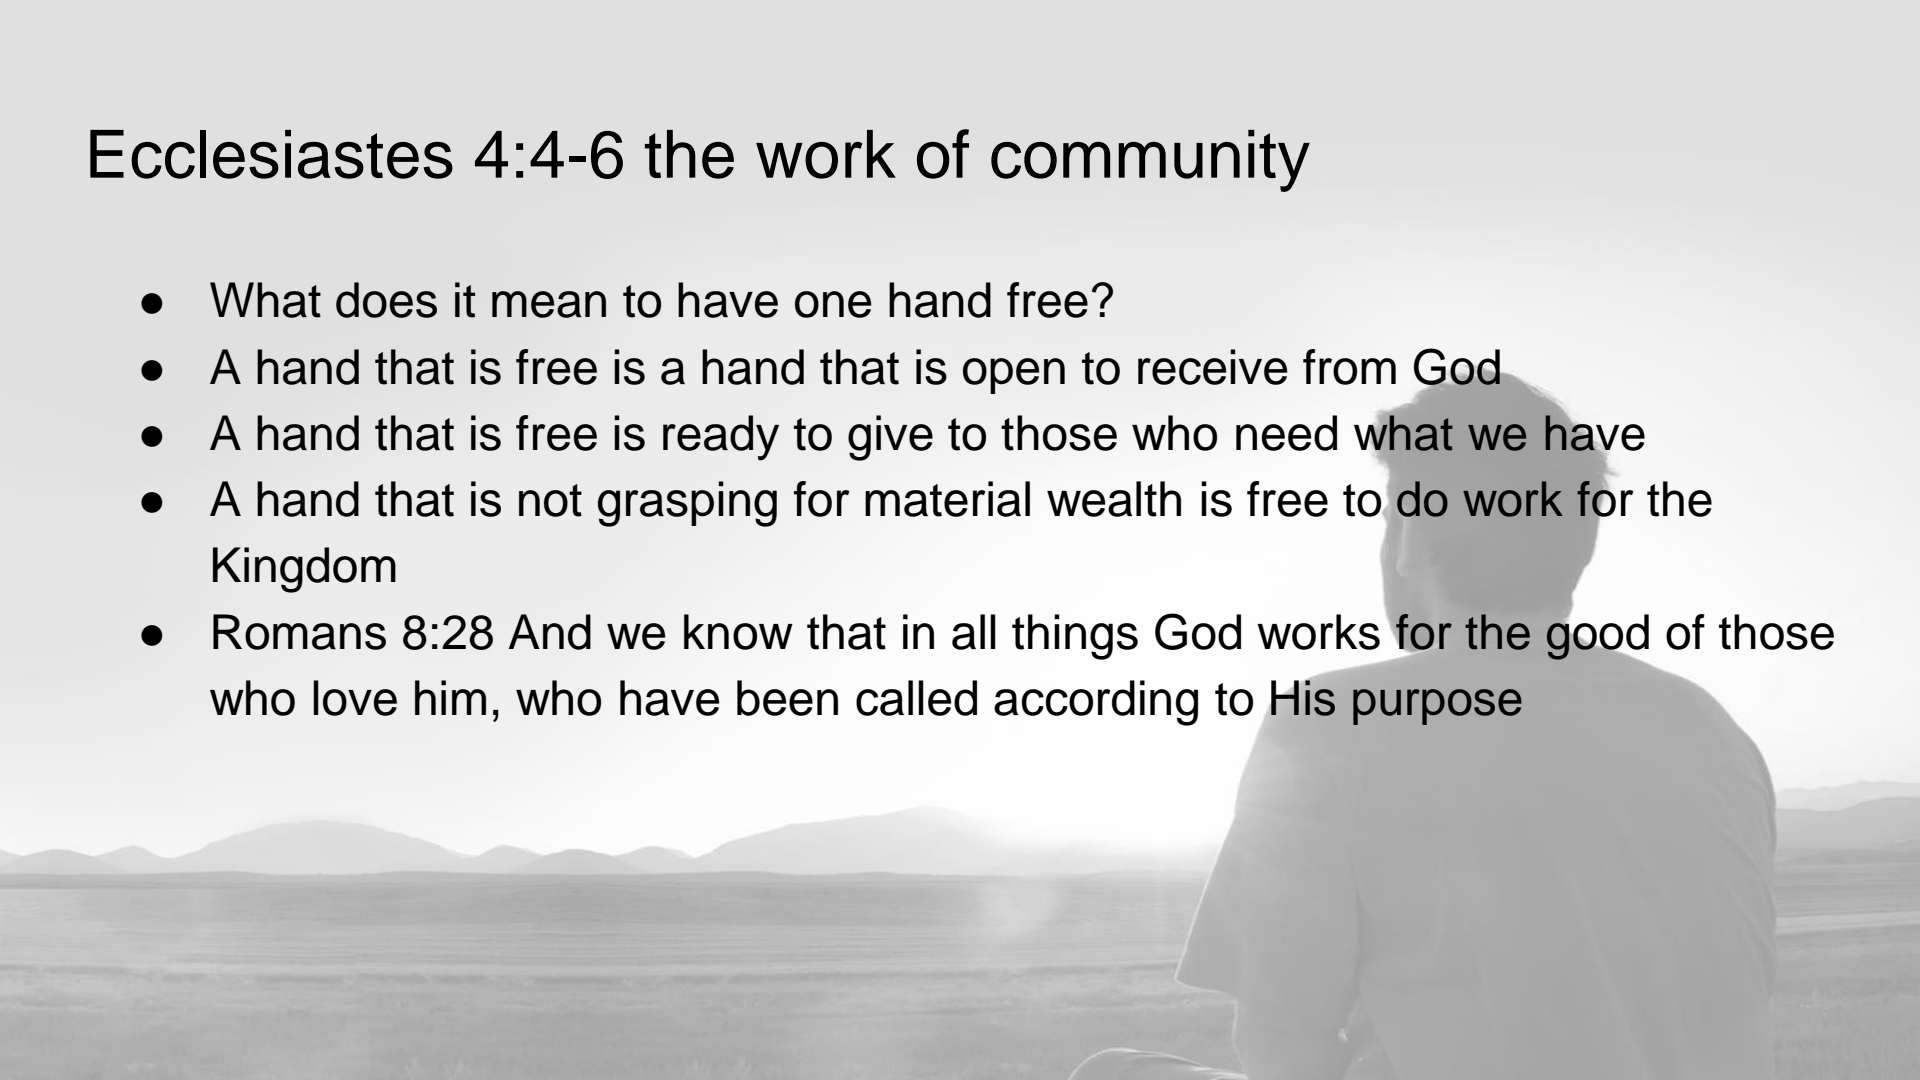 Ecclesiastes 4:4-6 the work of community
● What does it mean to have one hand free?
● A hand that is free is a hand that is open to receive from God
● A hand that is free is ready to give to those who need what we have
● A hand that is not grasping for material wealth is free to do work for the
Kingdom
● Romans 8:28 And we know that in all things God works for the good of those
who love him, who have been called according to His purpose